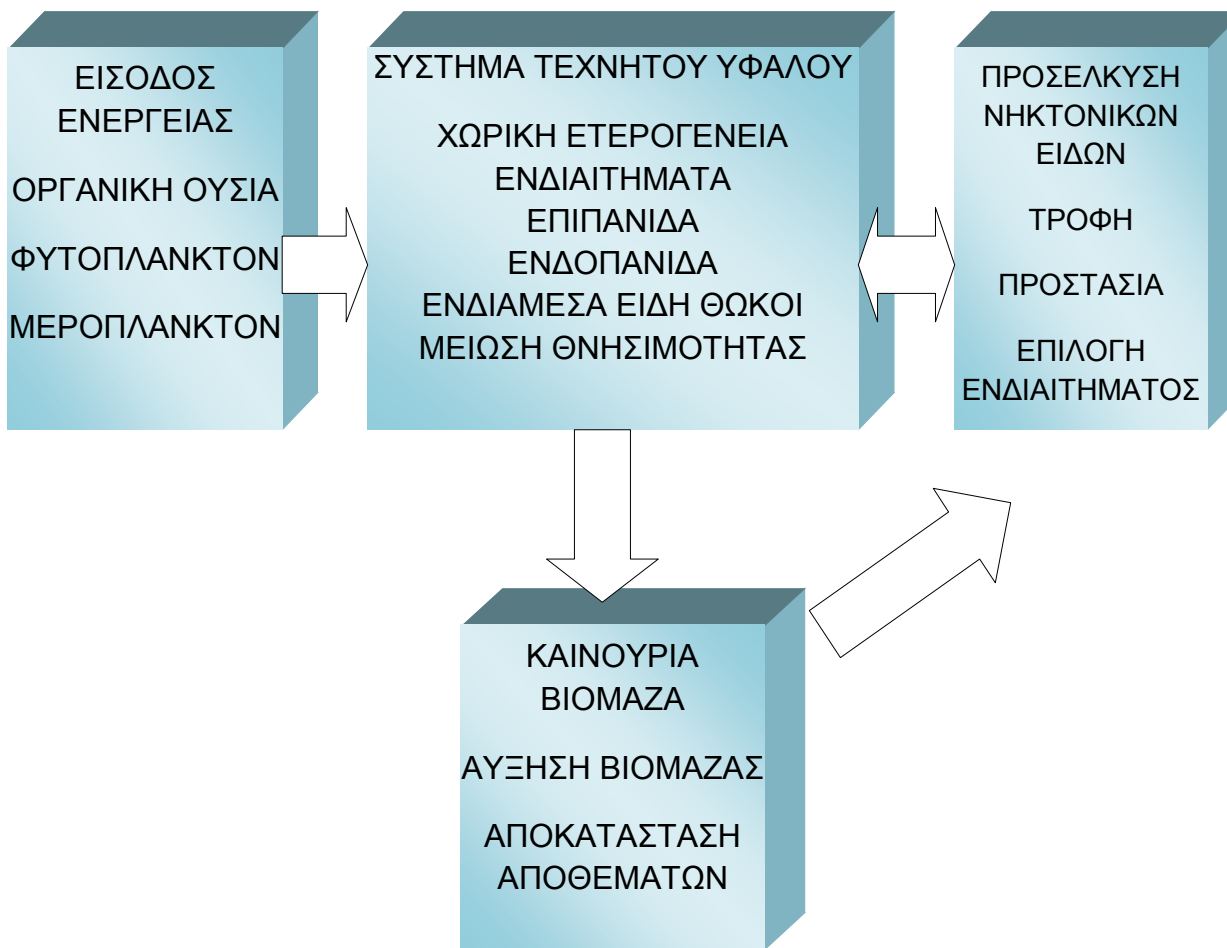 ΕΙΣΟΔΟΣ
ΕΝΕΡΓΕΙΑΣ
ΟΡΓΑΝΙΚΗ ΟΥΣΙΑ
ΦΥΤΟΠΛΑΝΚΤΟΝ
ΜΕΡΟΠΛΑΝΚΤΟΝ
ΣΥΣΤΗΜΑ ΤΕΧΝΗΤΟΥ ΥΦΑΛΟΥ
ΧΩΡΙΚΗ ΕΤΕΡΟΓΕΝΕΙΑ
ΕΝΔΙΑΙΤΗΜΑΤΑ
ΕΠΙΠΑΝΙΔΑ
ΕΝΔΟΠΑΝΙΔΑ
ΕΝΔΙΑΜΕΣΑ ΕΙΔΗ ΘΩΚΟΙ
ΜΕΙΩΣΗ ΘΝΗΣΙΜΟΤΗΤΑΣ
ΠΡΟΣΕΛΚΥΣΗ
ΝΗΚΤΟΝΙΚΩΝ
ΕΙΔΩΝ
ΤΡΟΦΗ
ΠΡΟΣΤΑΣΙΑ
ΕΠΙΛΟΓΗ
ΕΝΔΙΑΙΤΗΜΑΤΟΣ
ΚΑΙΝΟΥΡΙΑ
ΒΙΟΜΑΖΑ
ΑΥΞΗΣΗ ΒΙΟΜΑΖΑΣ
ΑΠΟΚΑΤΑΣΤΑΣΗ
ΑΠΟΘΕΜΑΤΩΝ